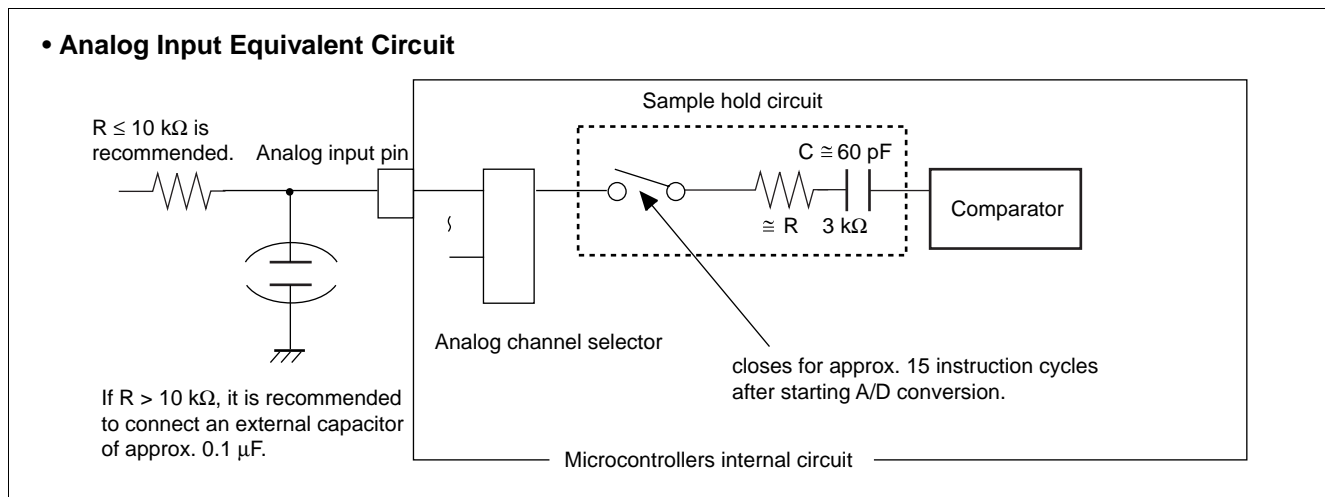 • Analog Input Equivalent Circuit
Sample hold circuit
R ≤ 10 kΩ is
recommended.
Analog input pin
C ≅ 60 pF
≅ R 3 kΩ
Comparator
Analog channel selector
closes for approx. 15 instruction cycles
after starting A/D conversion.
If R > 10 kΩ, it is recommended
to connect an external capacitor
of approx. 0.1 μF.
Microcontrollers internal circuit